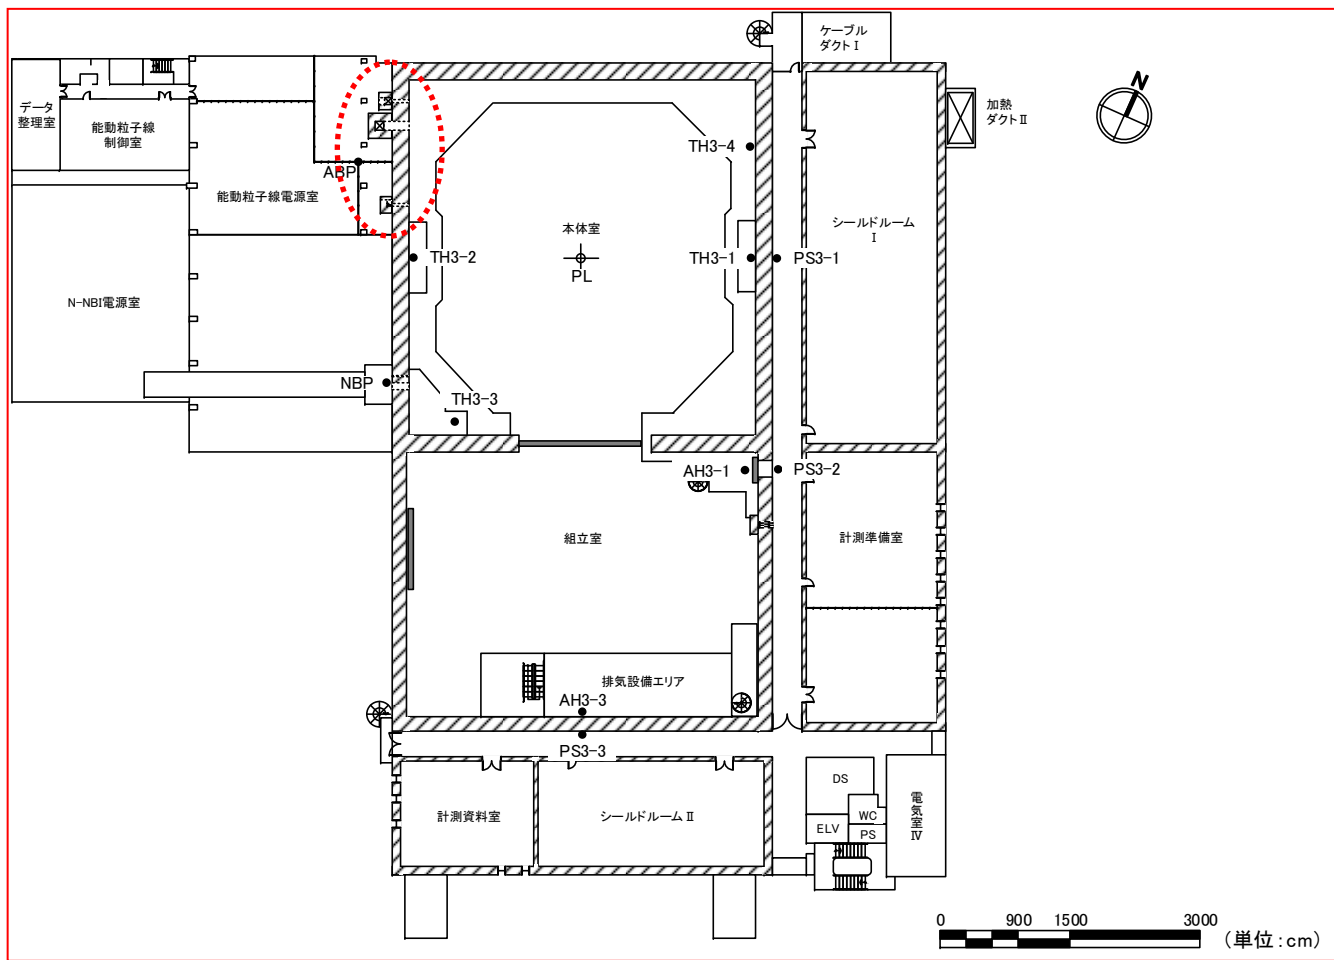 ケーブル
ダクトⅠ
N
データ
整理室
能動粒子線
制御室
加熱
ダクトⅡ
TH3-4
ABP
能動粒子線電源室
本体室
シールドルーム
Ⅰ
TH3-2
TH3-1
PS3-1
PL
N-NBI電源室
NBP
TH3-3
AH3-1
PS3-2
組立室
計測準備室
排気設備エリア
AH3-3
PS3-3
DS
電気室Ⅳ
WC
計測資料室
シールドルームⅡ
ELV
PS
0 900 1500 3000
(単位:cm)